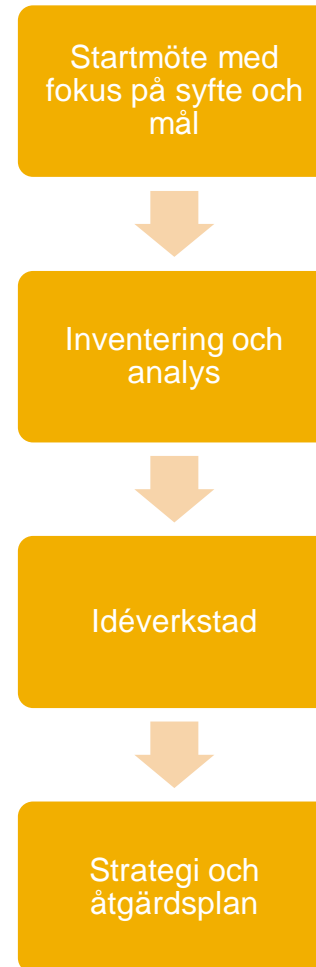 Startmöte med
fokus på syfte och
mål
Inventering och
analys
Idéverkstad
Strategi och
åtgärdsplan